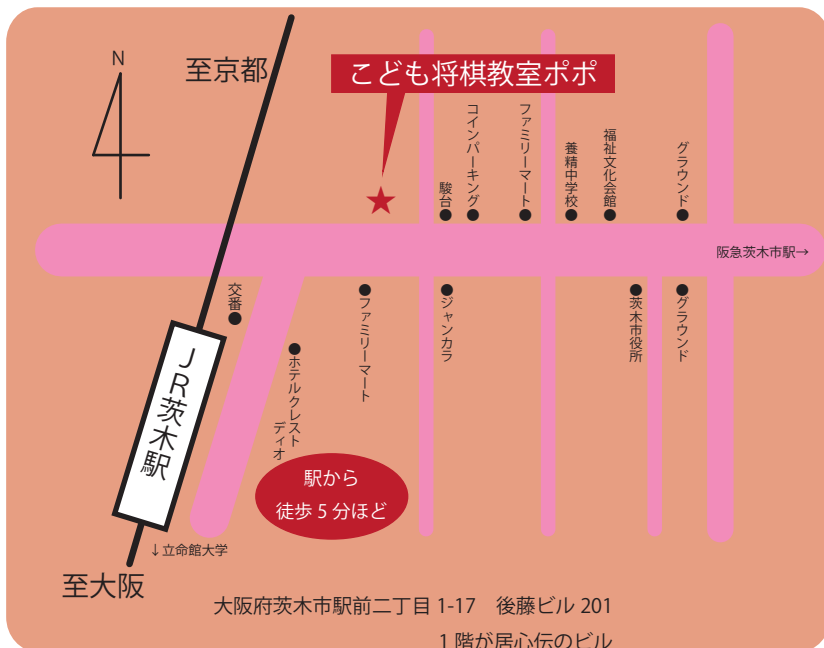 N
至京都
こども将棋教室ポポ
駿台
コインパーキング
ファミリーマート
養精中学校
福祉文化会館
グラウンド
阪急茨木市駅→
交番
ファミリーマート
ジャンカラ
茨木市役所
グラウンド
ホテルクレスト
ディオ
JR茨木駅
駅から
徒歩5分ほど
↓立命館大学
至大阪
大阪府茨木市駅前二丁目1-17 後藤ビル201
1階が居心伝のビル